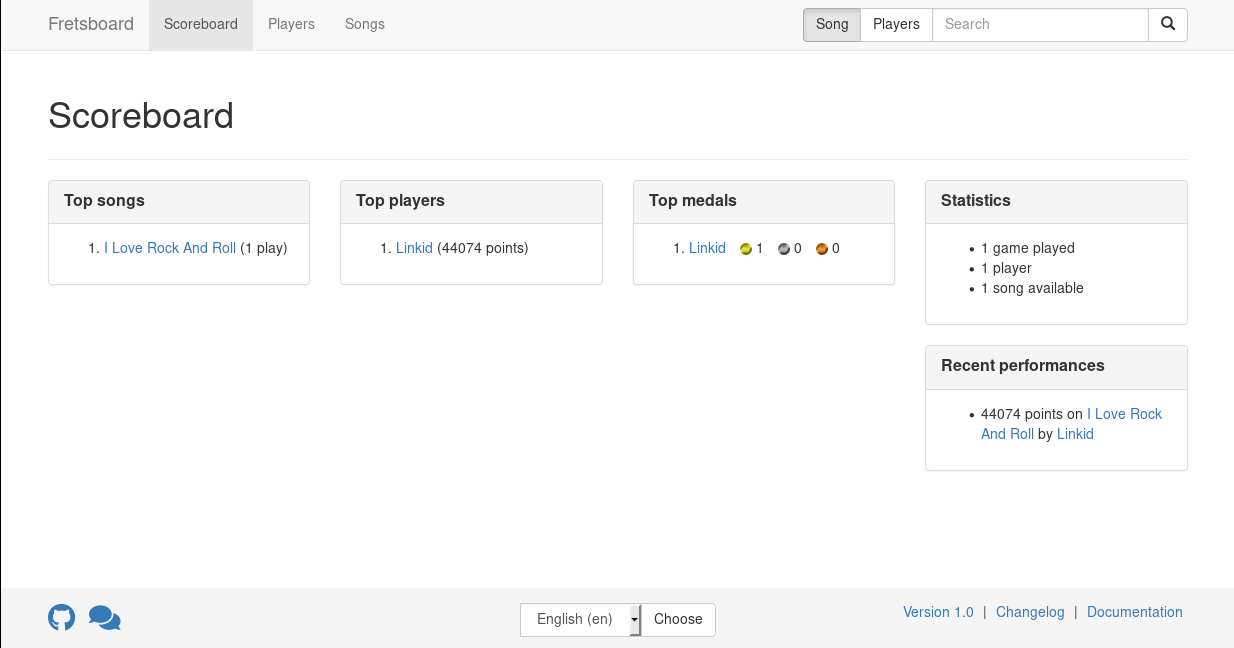 Fretsboard Scoreboard Players Songs Song Players Search
Scoreboard
Top songs
1. I Love Rock And Roll (1 play)
Top players
1. Linkid (44074 points)
Top medals
1. Linkid 1 0 0
Statistics
• 1 game played
• 1 player
• 1 song available
Recent performances
• 44074 points on I Love Rock
And Roll by Linkid
English (en) Choose
Version 1.0 | Changelog | Documentation